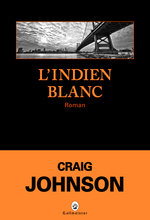 L'INDIEN
BLANC
Roman
CRAIG
JOHNSON
Gallmeister